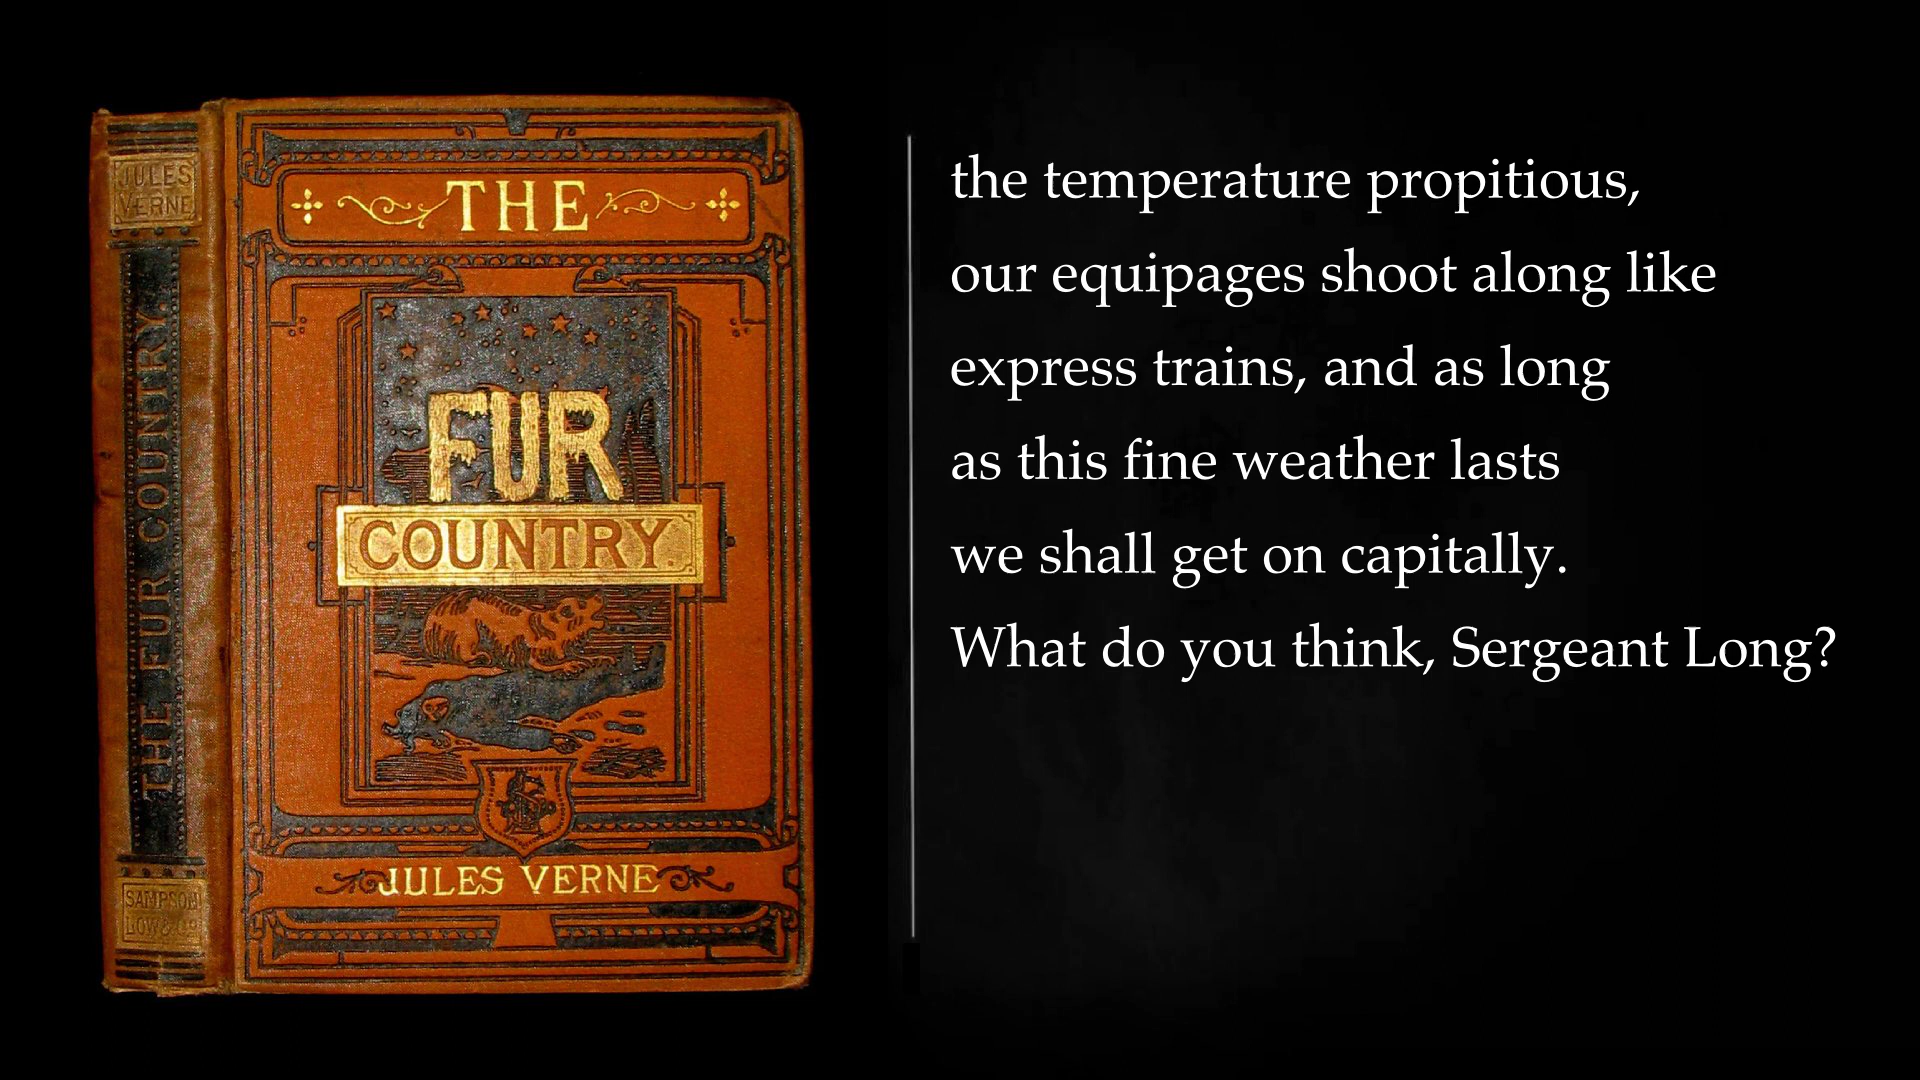 JULES
VERNE
THE FUR COUNTRY.
SAMPSON
LOW & Co
THE
FUR
COUNTRY.
JULES VERNE
the temperature propitious,
our equipages shoot along like
express trains, and as long
as this fine weather lasts
we shall get on capitally.
What do you think, Sergeant Long?